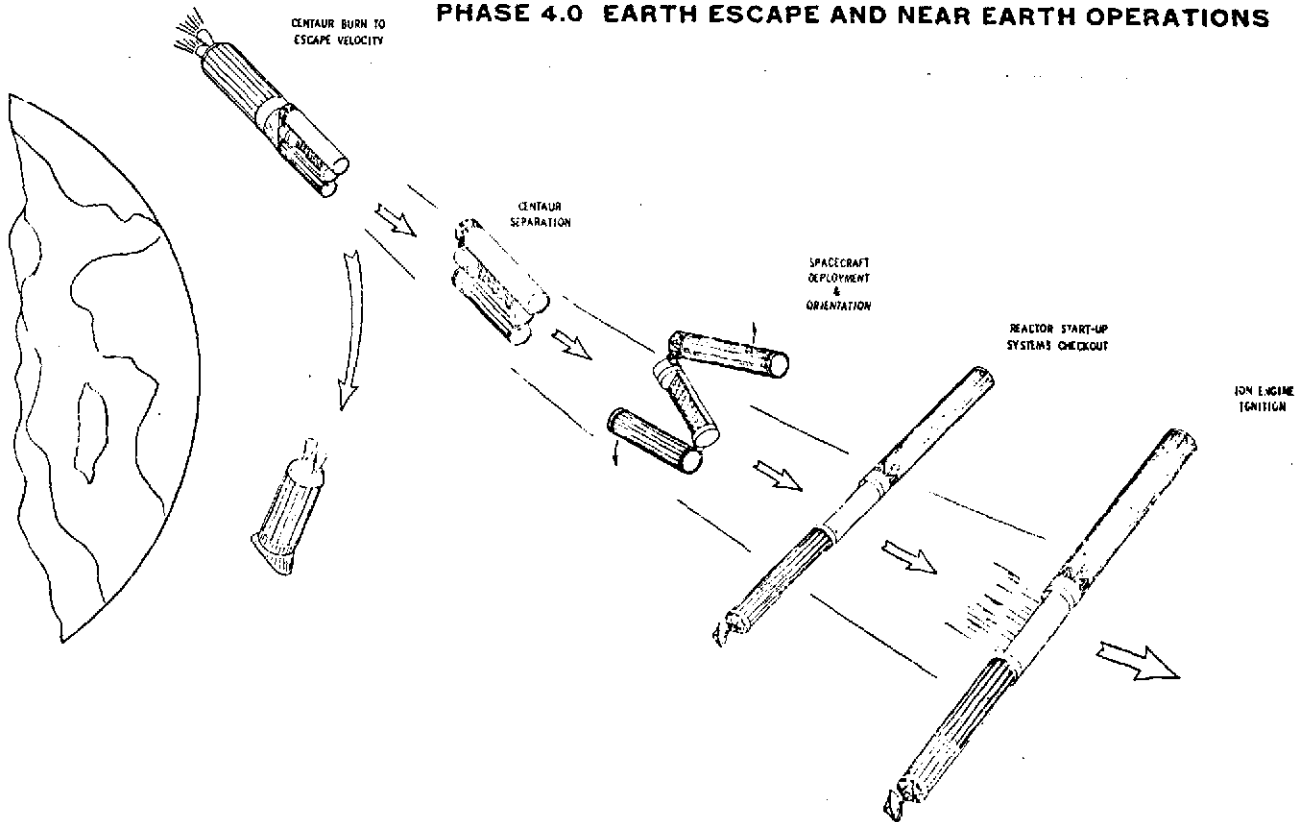 PHASE 4.0 EARTH ESCAPE AND NEAR EARTH OPERATIONS
CENTAUR BURN TO
ESCAPE VELOCITY
CENTAUR
SEPARATION
SPACECRAFT
DEPLOYMENT
&
ORIENTATION
REACTOR START-UP
SYSTEMS CHECKOUT
ION ENGINE
IGNITION